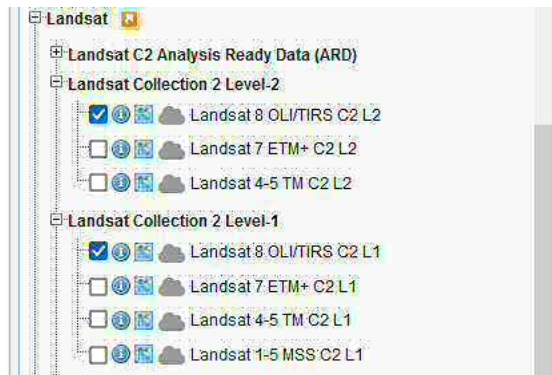 Landsat
Landsat C2 Analysis Ready Data (ARD)
Landsat Collection 2 Level-2
Landsat 8 OLI/TIRS C2 L2
Landsat 7 ETM+ C2 L2
Landsat 4-5 TM C2 L2
Landsat Collection 2 Level-1
Landsat 8 OLI/TIRS C2 L1
Landsat 7 ETM+ C2 L1
Landsat 4-5 TM C2 L1
Landsat 1-5 MSS C2 L1